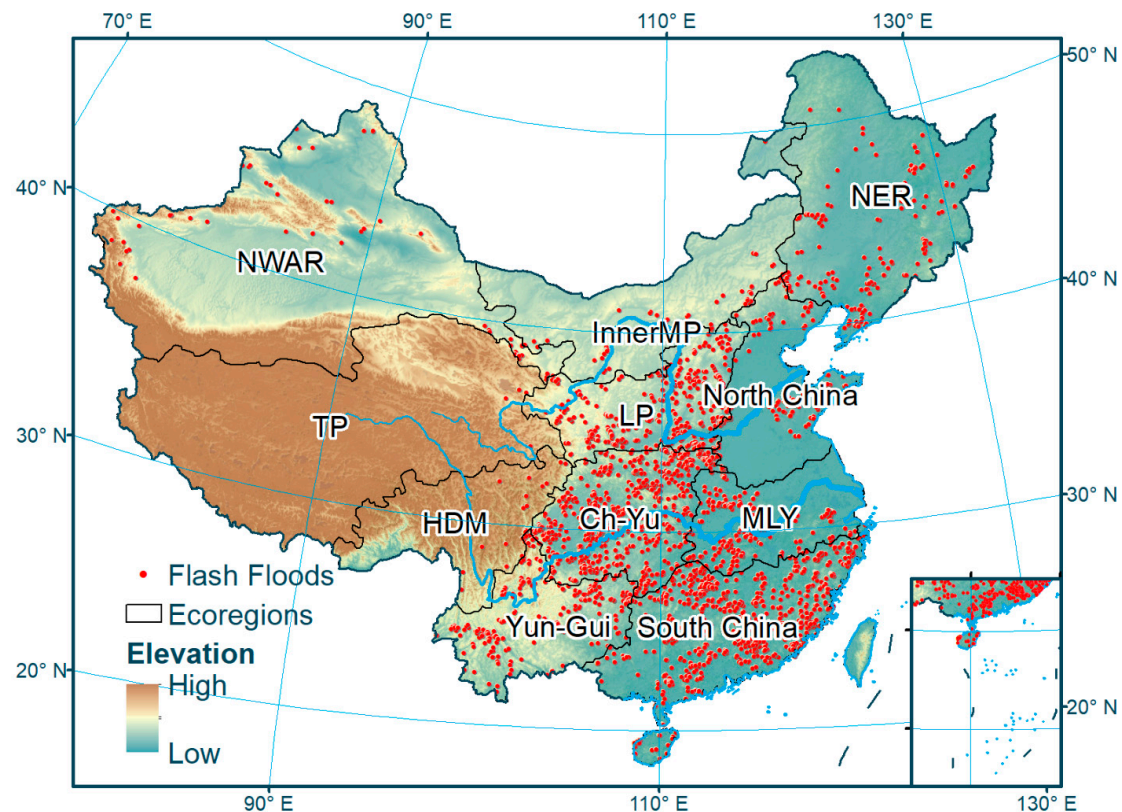 70° E
90° E
110° E
130° E
50° N
40° N
NER
NWAR
40° N
InnerMP
North China
LP
TP
30° N
30° N
HDM
Ch-Yu
MLY
Flash Floods
Ecoregions
Yun-Gui
South China
Elevation
High
20° N
20° N
Low
90° E
110° E
130° E